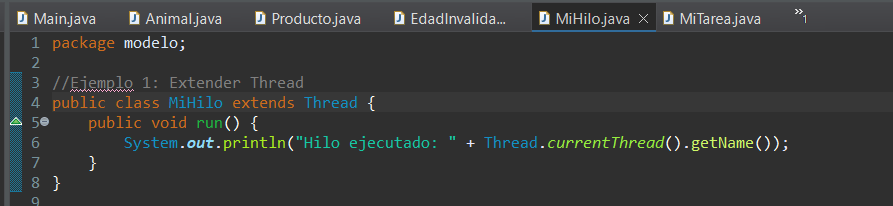 Main.java Animal.java Producto.java EdadInvalida... MiHilo.java MiTarea.java »1
1 package modelo;
2
3 //Ejemplo 1: Extender Thread
4 public class MiHilo extends Thread {
5 public void run() {
6 System.out.println("Hilo ejecutado: " + Thread.currentThread().getName());
7 }
8 }
9